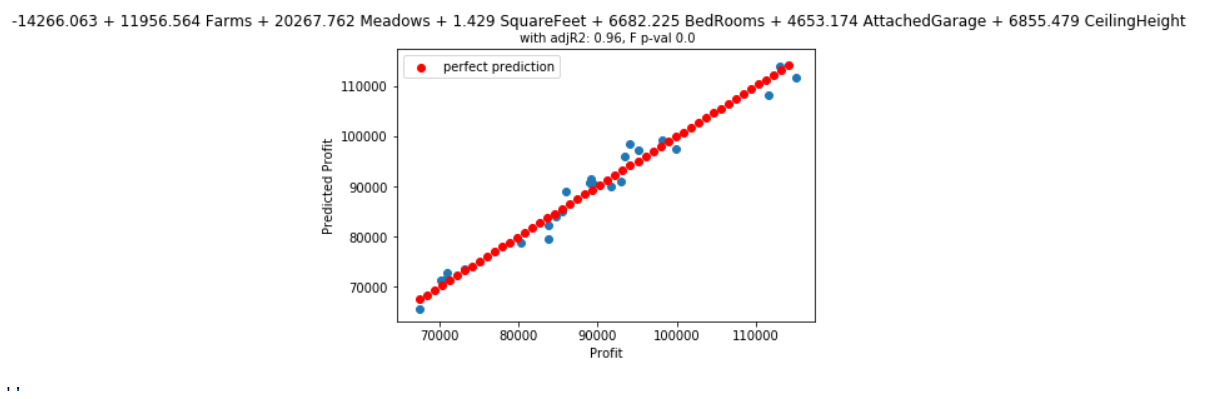 -14266.063 + 11956.564 Farms + 20267.762 Meadows + 1.429 SquareFeet + 6682.225 BedRooms + 4653.174 AttachedGarage + 6855.479 CeilingHeight
with adjR2: 0.96, F p-val 0.0
perfect prediction
110000
100000
90000
80000
70000
Predicted Profit
70000 80000 90000 100000 110000
Profit
''